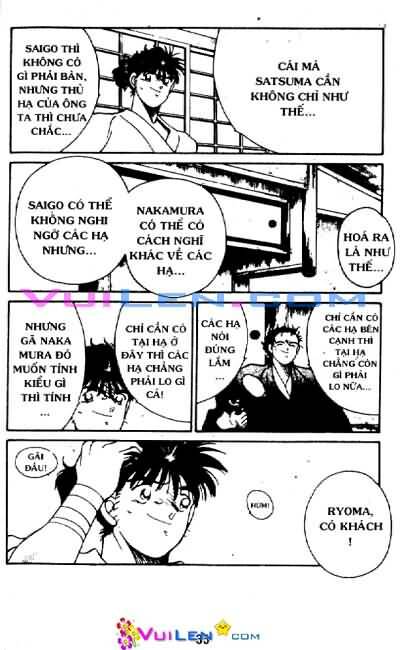 SAIGO THÌ
KHÔNG CÓ
GÌ PHẢI BÀN,
NHƯNG THỦ
HẠ CỦA ÔNG
TA THÌ CHƯA
CHẮC...
CÁI MÀ
SATSUMA CẦN
KHÔNG CHỈ NHƯ
THẾ...
SAIGO CÓ THỂ
KHÔNG NGHI
NGỜ CÁC HẠ
NHƯNG...
NAKAMURA
CÓ THỂ CÓ
CÁCH NGHĨ
KHÁC VỀ CÁC
HẠ...
HOÁ RA
LÀ NHƯ
THẾ...
VUILEN.COM
NHƯNG
GÃ NAKA
MURA ĐÓ
MUỐN TÍNH
KIỂU GÌ
THÌ TÍNH
...
CHỈ CẦN CÓ
TẠI HẠ Ở
ĐÂY THÌ CÁC
HẠ CHẲNG
PHẢI LO GÌ
CẢ!
CÁC HẠ
NÓI
ĐÚNG
LẮM...
CHỈ CẦN CÓ
CÁC HẠ BÊN
CẠNH THÌ TẠI
HẠ
CHẲNG CÒN
GÌ PHẢI
LO NỮA...
GÃI
ĐẦU!
HUM!
RYOMA,
CÓ KHÁCH
!
VUILEN.COM
35